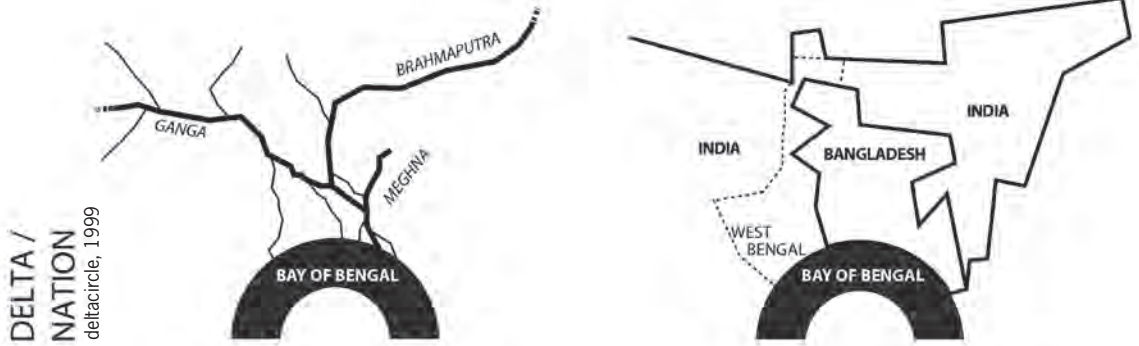 DELTA /
NATION
deltacircle, 1999
GANGA
BRAHMAPUTRA
MEGHNA
BAY OF BENGAL
INDIA
BANGLADESH
INDIA
WEST
BENGAL
BAY OF BENGAL